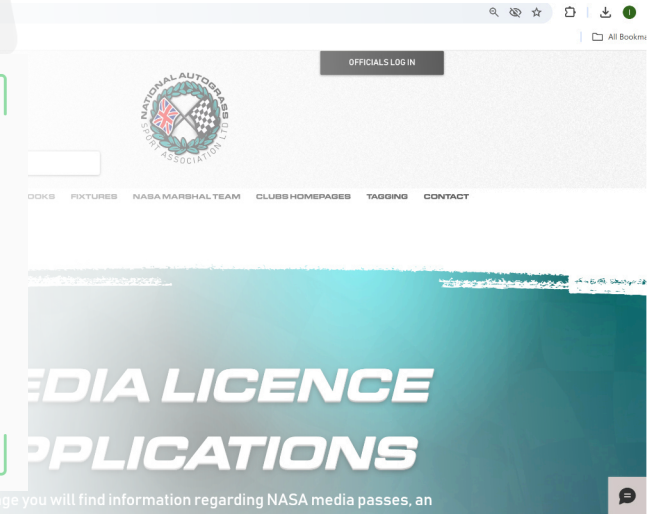 All Bookma
OFFICIALS LOG IN
NATIONAL AUTOGRASS
SPORT ASSOCIATION LTD
OOKS FIXTURES NASA MARSHAL TEAM CLUBS HOMEPAGES TAGGING CONTACT
EDIA LICENCE
PPLICATIONS
ge you will find information regarding NASA media passes, an